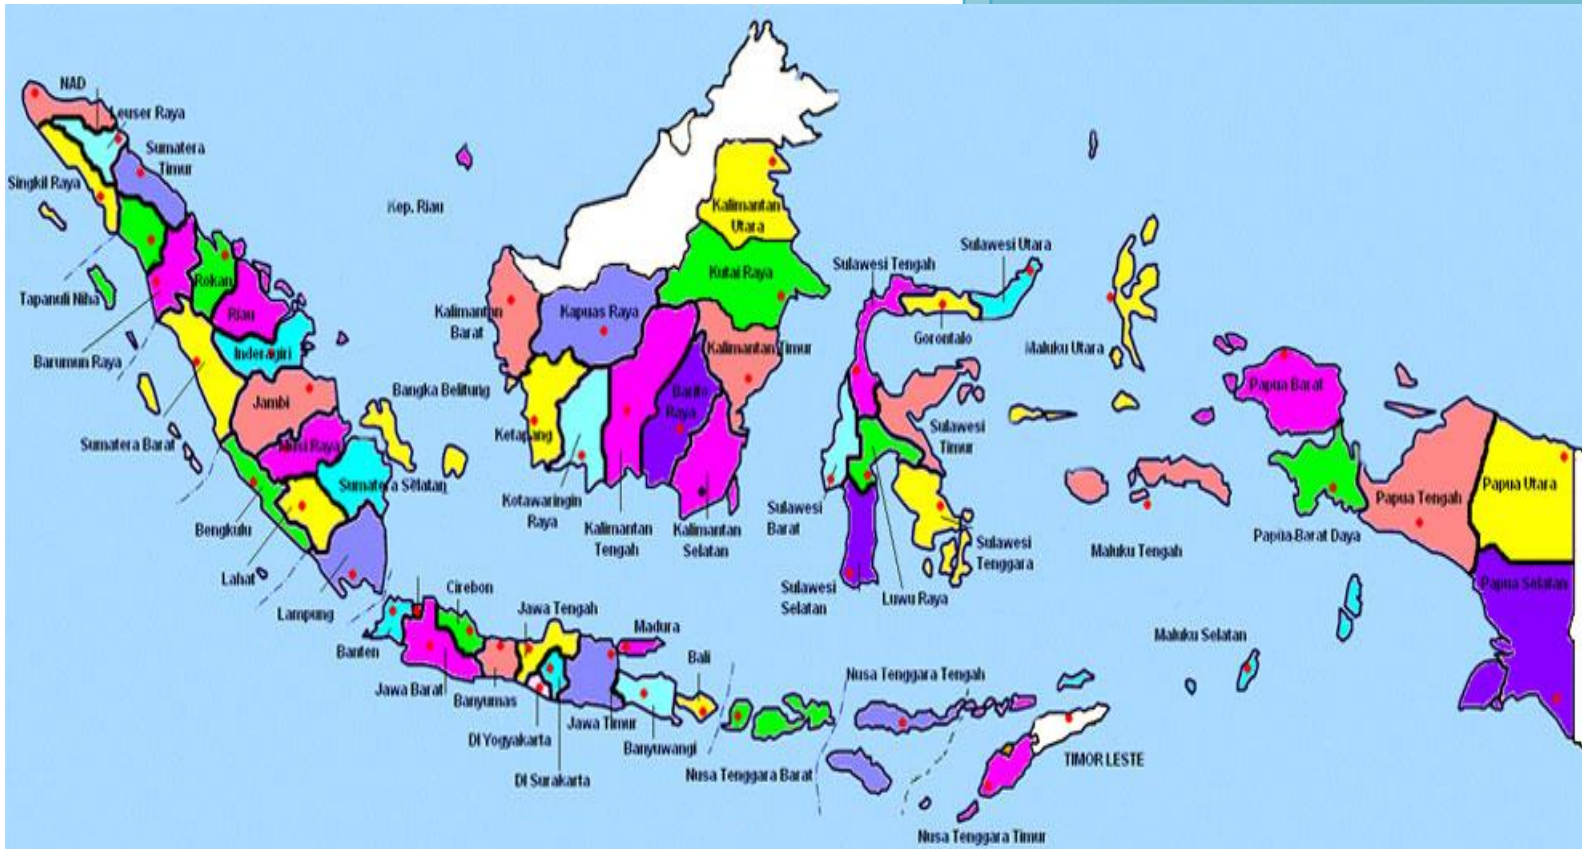 NAD
Leuser Raya
Sumatera
Timur
Singkil Raya
Kep. Riau
Tapanuli Niha
Rokan
Riau
Barumun Raya
Inderagiri
Jambi
Sumatera Barat
Musi Raya
Bangka Belitung
Sumatera Selatan
Bengkulu
Lahat
Lampung
Kalimantan
Utara
Kutai Raya
Kalimantan
Barat
Kapuas Raya
Kalimantan Timur
Barito
Raya
Ketapang
Kotawaringin
Raya
Kalimantan
Tengah
Kalimantan
Selatan
Sulawesi Tengah
Sulawesi Utara
Gorontalo
Sulawesi
Timur
Sulawesi
Barat
Sulawesi
Tenggara
Sulawesi
Selatan
Luwu Raya
Maluku Utara
Maluku Tengah
Maluku Selatan
Papua Barat
Papua Barat Daya
Papua Tengah
Papua Utara
Papua Selatan
Banten
Cirebon
Jawa Barat
Jawa Tengah
Banyumas
DI Yogyakarta
DI Surakarta
Jawa Timur
Madura
Banyuwangi
Bali
Nusa Tenggara Barat
Nusa Tenggara Tengah
Nusa Tenggara Timur
TIMOR LESTE